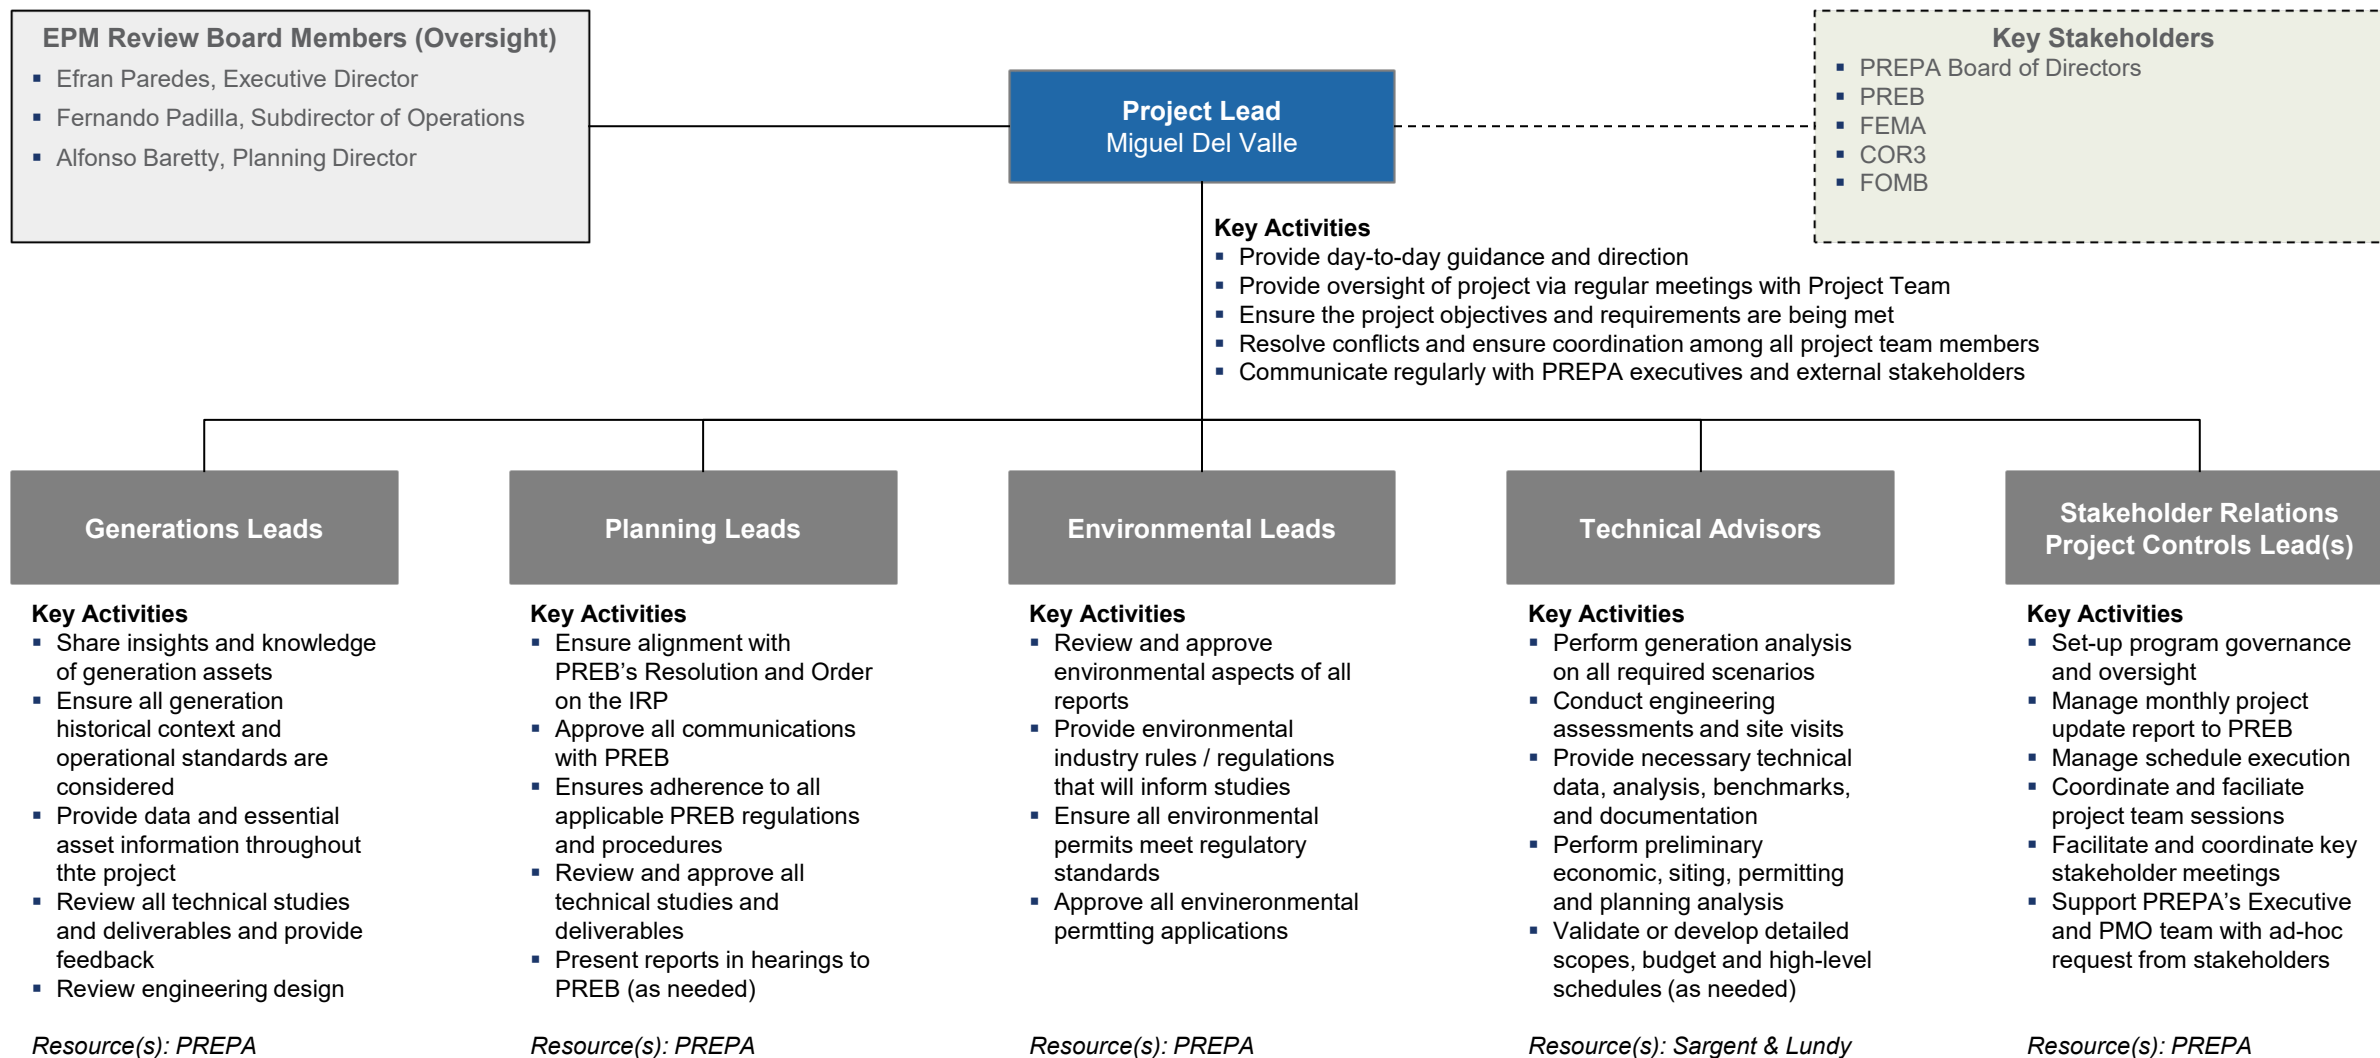 EPM Review Board Members (Oversight)
▪ Efran Paredes, Executive Director
▪ Fernando Padilla, Subdirector of Operations
▪ Alfonso Baretty, Planning Director
Project Lead
Miguel Del Valle
Key Stakeholders
▪ PREPA Board of Directors
▪ PREB
▪ FEMA
▪ COR3
▪ FOMB
Key Activities
▪ Provide day-to-day guidance and direction
▪ Provide oversight of project via regular meetings with Project Team
▪ Ensure the project objectives and requirements are being met
▪ Resolve conflicts and ensure coordination among all project team members
▪ Communicate regularly with PREPA executives and external stakeholders
Generations Leads
Key Activities
▪ Share insights and knowledge
of generation assets
▪ Ensure all generation
historical context and
operational standards are
considered
▪ Provide data and essential
asset information throughout
thte project
▪ Review all technical studies
and deliverables and provide
feedback
▪ Review engineering design
Resource(s): PREPA
Planning Leads
Key Activities
▪ Ensure alignment with
PREB’s Resolution and Order
on the IRP
▪ Approve all communications
with PREB
▪ Ensures adherence to all
applicable PREB regulations
and procedures
▪ Review and approve all
technical studies and
deliverables
▪ Present reports in hearings to
PREB (as needed)
Resource(s): PREPA
Environmental Leads
Key Activities
▪ Review and approve
environmental aspects of all
reports
▪ Provide environmental
industry rules / regulations
that will inform studies
▪ Ensure all environmental
permits meet regulatory
standards
▪ Approve all envineronmental
permtting applications
Resource(s): PREPA
Technical Advisors
Key Activities
▪ Perform generation analysis
on all required scenarios
▪ Conduct engineering
assessments and site visits
▪ Provide necessary technical
data, analysis, benchmarks,
and documentation
▪ Perform preliminary
economic, siting, permitting
and planning analysis
▪ Validate or develop detailed
scopes, budget and high-level
schedules (as needed)
Resource(s): Sargent & Lundy
Stakeholder Relations
Project Controls Lead(s)
Key Activities
▪ Set-up program governance
and oversight
▪ Manage monthly project
update report to PREB
▪ Manage schedule execution
▪ Coordinate and faciliate
project team sessions
▪ Facilitate and coordinate key
stakeholder meetings
▪ Support PREPA’s Executive
and PMO team with ad-hoc
request from stakeholders
Resource(s): PREPA